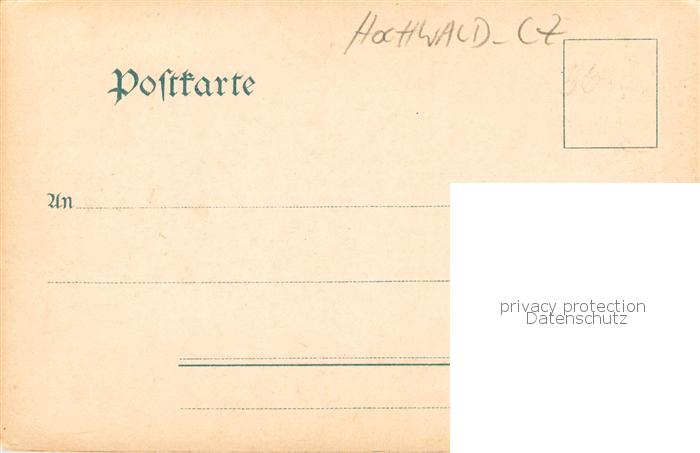 HOCHWALD - CZ
Postkarte
An
privacy protection
Datenschutz